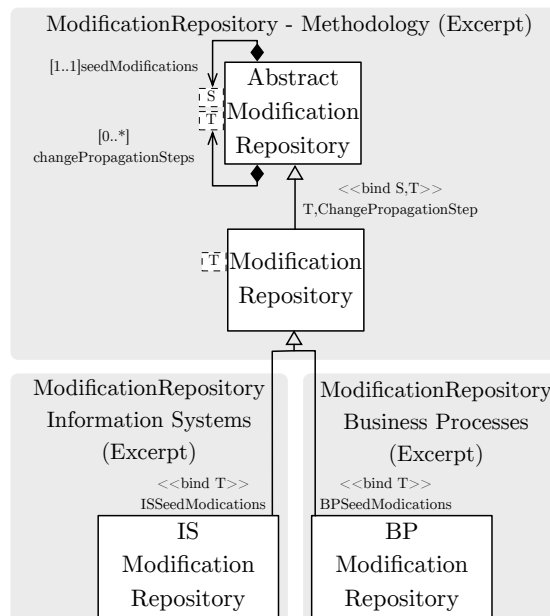 ModificationRepository - Methodology (Excerpt)
[1..1]seedModifications
Abstract
Modification
Repository
S
T
[0..*]
changePropagationSteps
<<bind S,T>>
T,ChangePropagationStep
T
Modification
Repository
ModificationRepository
Information Systems
(Excerpt)
<<bind T>>
ISSeedModications
IS
Modification
Repository
ModificationRepository
Business Processes
(Excerpt)
<<bind T>>
BPSeedModications
BP
Modification
Repository